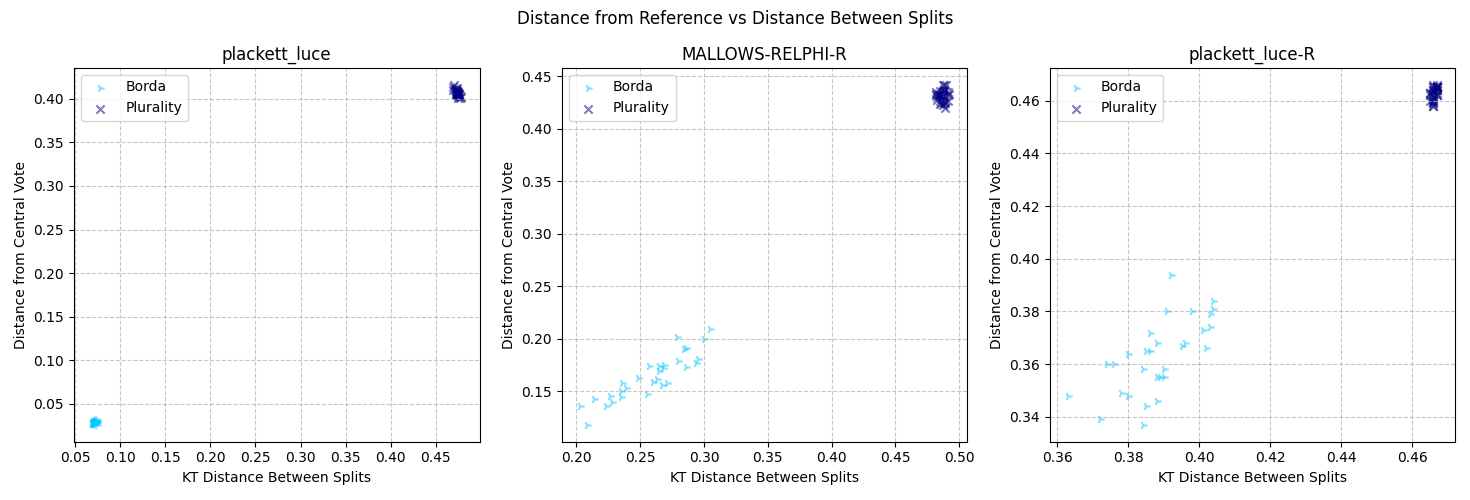 Distance from Reference vs Distance Between Splits
plackett_luce
Borda
Plurality
0.40
0.35
0.30
0.25
0.20
0.15
0.10
0.05
Distance from Central Vote
0.05 0.10 0.15 0.20 0.25 0.30 0.35 0.40 0.45
KT Distance Between Splits
MALLOWS-RELPHI-R
Borda
Plurality
0.45
0.40
0.35
0.30
0.25
0.20
0.15
Distance from Central Vote
0.20 0.25 0.30 0.35 0.40 0.45 0.50
KT Distance Between Splits
plackett_luce-R
Borda
Plurality
0.46
0.44
0.42
0.40
0.38
0.36
0.34
Distance from Central Vote
0.36 0.38 0.40 0.42 0.44 0.46
KT Distance Between Splits